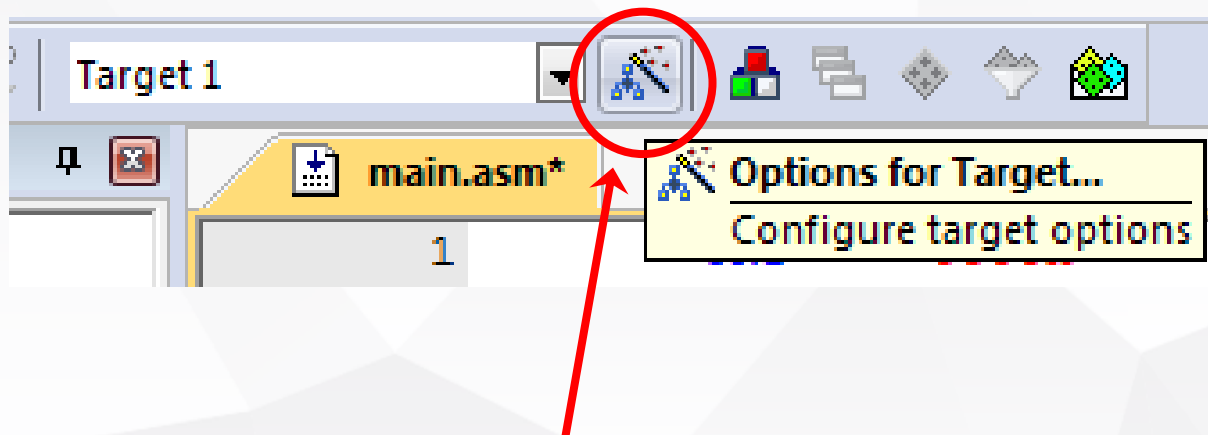 Target 1
main.asm*
Options for Target...
Configure target options
1